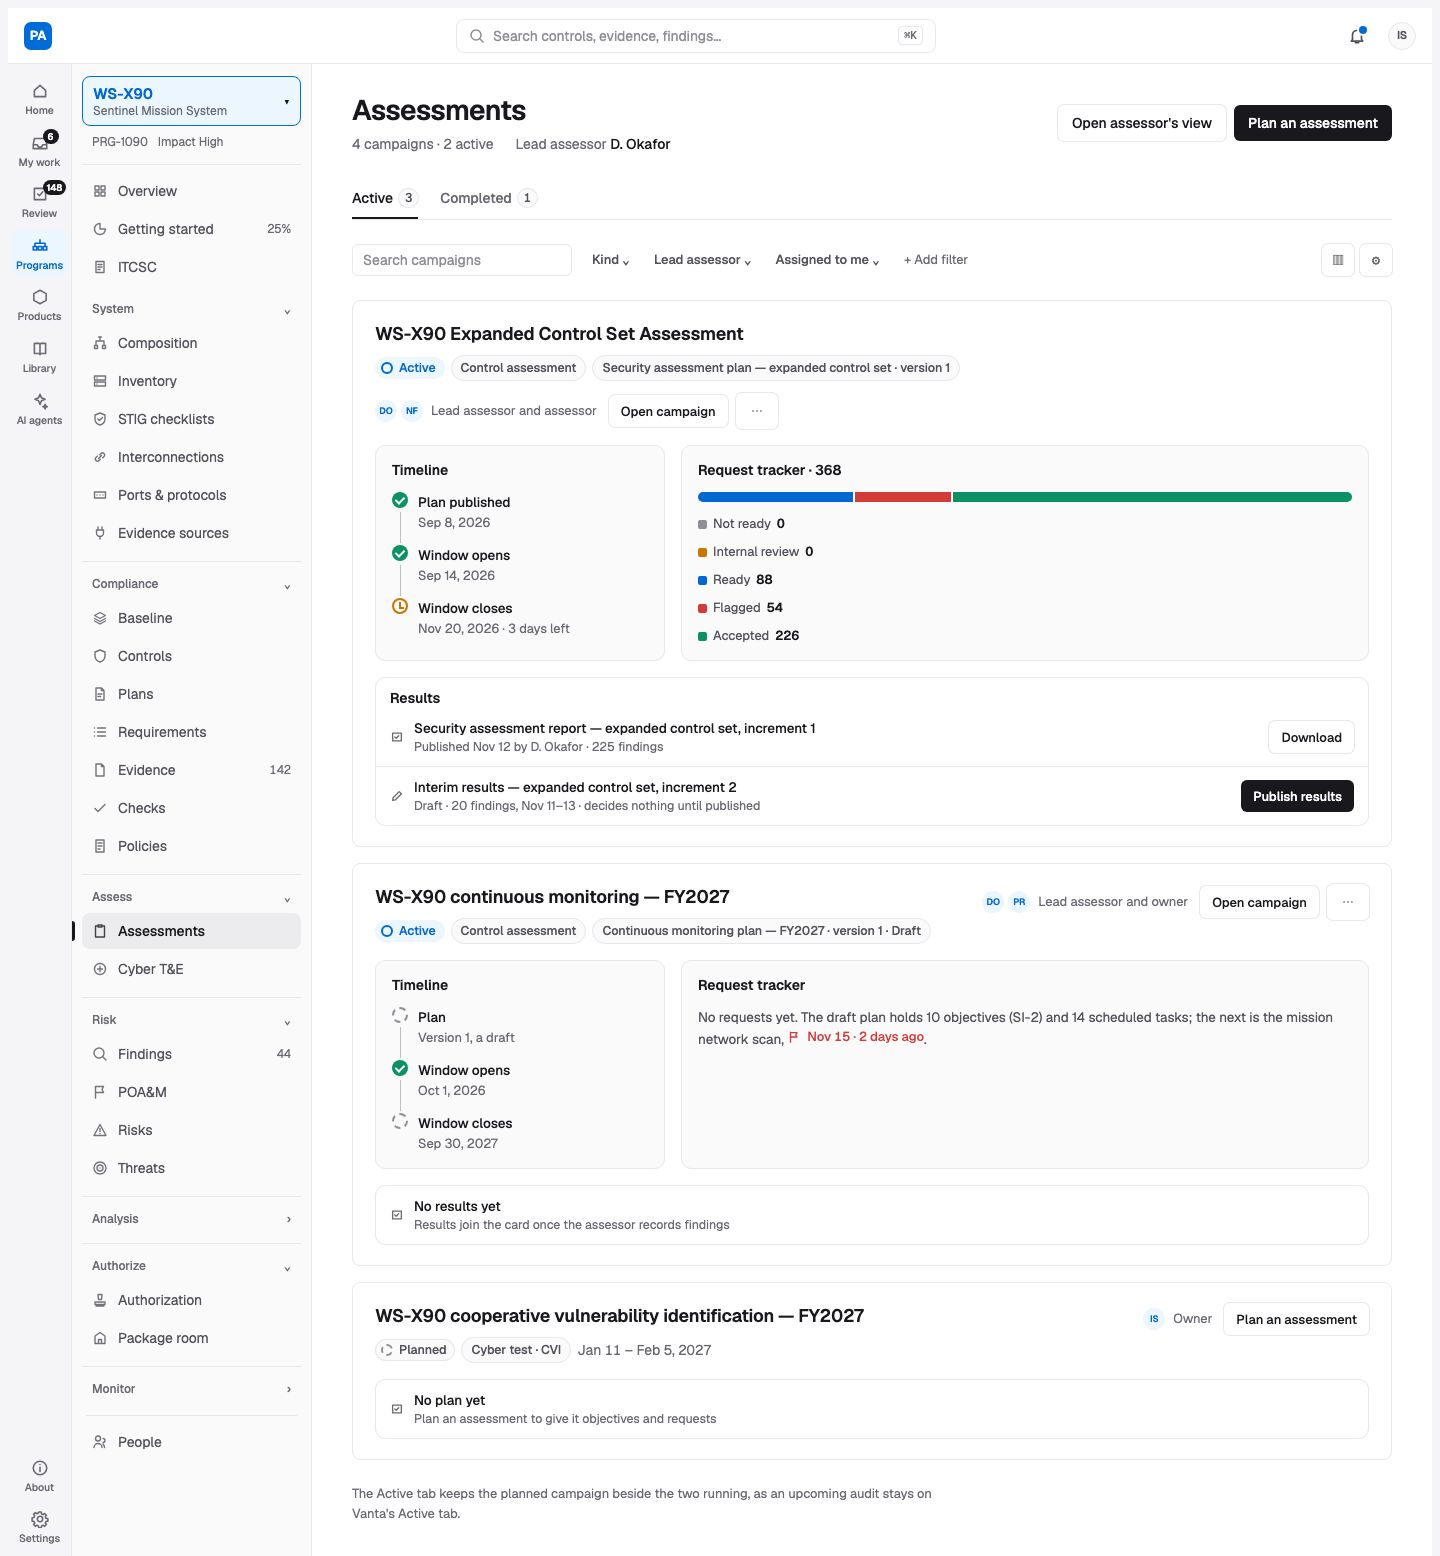 PA
Search controls, evidence, findings...
⌘K
IS
Home
6
My work
148
Review
Programs
Products
Library
AI agents
About
Settings
WS-X90
Sentinel Mission System
PRG-1090 Impact High
Overview
Getting started 25%
ITCSC
System
Composition
Inventory
STIG checklists
Interconnections
Ports & protocols
Evidence sources
Compliance
Baseline
Controls
Plans
Requirements
Evidence 142
Checks
Policies
Assess
Assessments
Cyber T&E
Risk
Findings 44
POA&M
Risks
Threats
Analysis
Authorize
Authorization
Package room
Monitor
People
Assessments
4 campaigns · 2 active Lead assessor D. Okafor
Open assessor's view
Plan an assessment
Active 3 Completed 1
Search campaigns Kind Lead assessor Assigned to me + Add filter
WS-X90 Expanded Control Set Assessment
Active Control assessment Security assessment plan — expanded control set · version 1
DO NF Lead assessor and assessor Open campaign ···
Timeline
Plan published
Sep 8, 2026
Window opens
Sep 14, 2026
Window closes
Nov 20, 2026 · 3 days left
Request tracker · 368
Not ready 0
Internal review 0
Ready 88
Flagged 54
Accepted 226
Results
Security assessment report — expanded control set, increment 1
Published Nov 12 by D. Okafor · 225 findings
Download
Interim results — expanded control set, increment 2
Draft · 20 findings, Nov 11–13 · decides nothing until published
Publish results
WS-X90 continuous monitoring — FY2027
DO PR Lead assessor and owner Open campaign ···
Active Control assessment Continuous monitoring plan — FY2027 · version 1 · Draft
Timeline
Plan
Version 1, a draft
Window opens
Oct 1, 2026
Window closes
Sep 30, 2027
Request tracker
No requests yet. The draft plan holds 10 objectives (SI-2) and 14 scheduled tasks; the next is the mission
network scan, Nov 15 · 2 days ago.
No results yet
Results join the card once the assessor records findings
WS-X90 cooperative vulnerability identification — FY2027
IS Owner Plan an assessment
Planned Cyber test · CVI Jan 11 – Feb 5, 2027
No plan yet
Plan an assessment to give it objectives and requests
The Active tab keeps the planned campaign beside the two running, as an upcoming audit stays on
Vanta's Active tab.